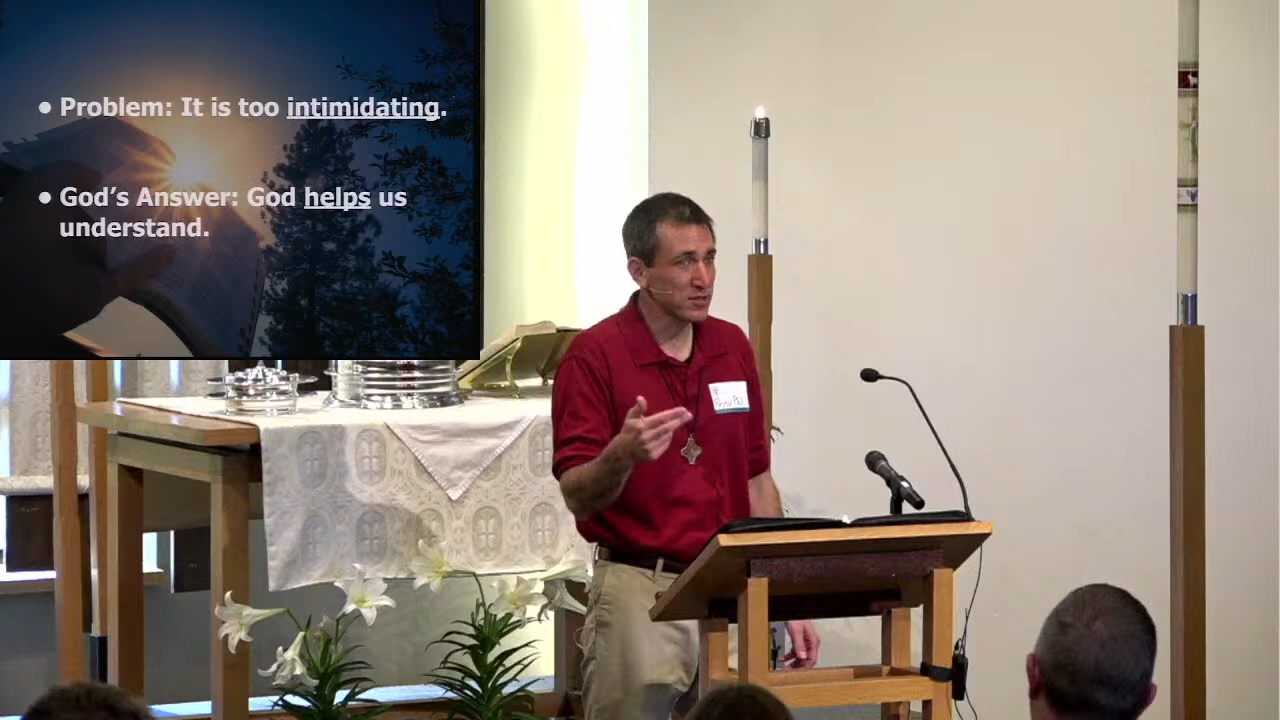 • Problem: It is too intimidating.
• God's Answer: God helps us
understand.